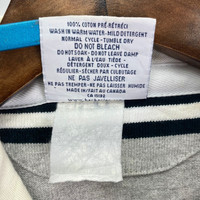 100% COTON PRÉ-RÉTRÉCI
WASH IN WARM WATER-MILD DETERGENT
NORMAL CYCLE-TUMBLE DRY
DO NOT BLEACH
DO NOT SOAK-DO NOT LEAVE DAMP
LAVER À L'EAU TIÈDE
DÉTERGENT DOUX-CYCLE
RÉGULIER-SÉCHER PAR CULBUTAGE
NE PAS JAVELLISER
NE PAS TREMPER-NE PAS LAISSER HUMIDE
MADE IN/FAIT AU CANADA